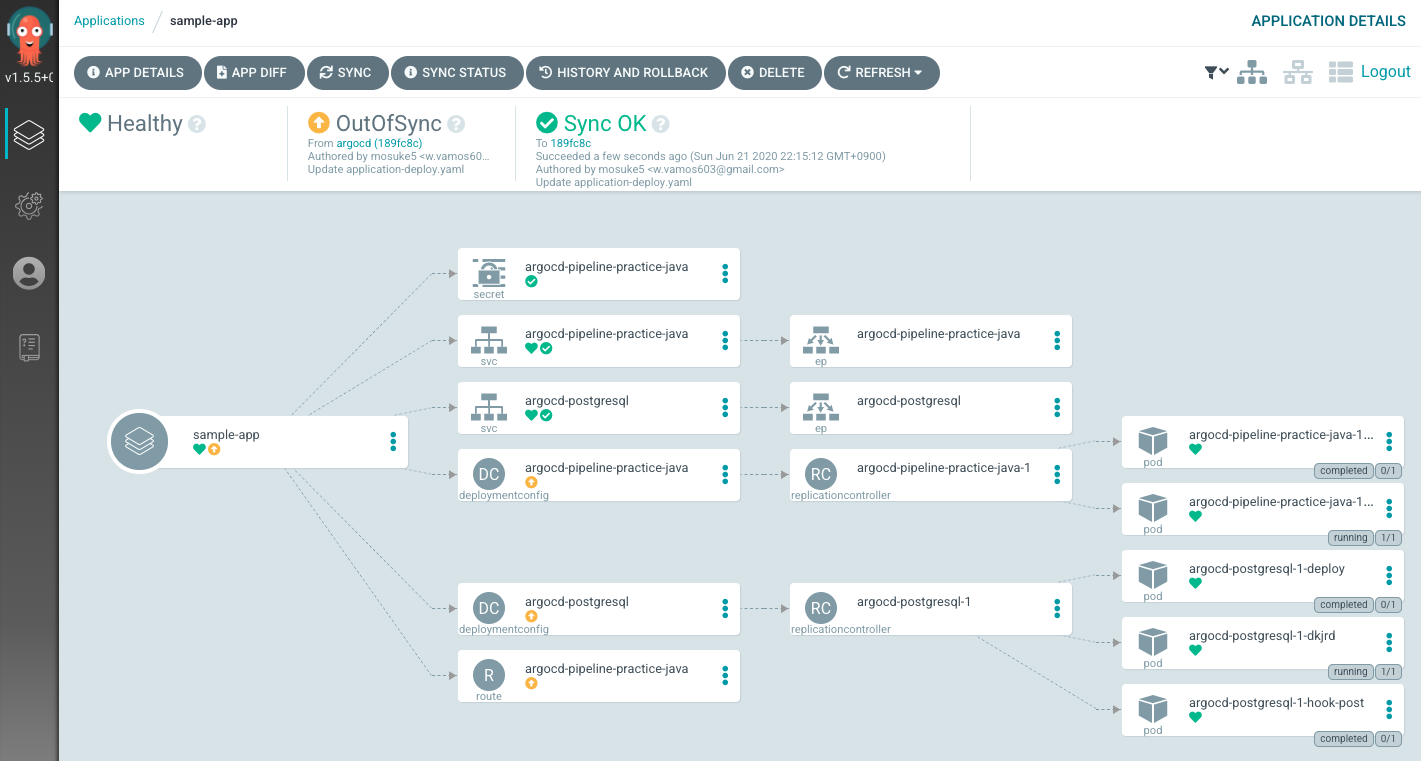 Applications / sample-app
APPLICATION DETAILS
v1.5.5+0
APP DETAILS
APP DIFF
SYNC
SYNC STATUS
HISTORY AND ROLLBACK
DELETE
REFRESH
Logout
Healthy ?
OutOfSync ?
From argocd (189fc8c)
Authored by mosuke5 <w.vamos60...
Update application-deploy.yaml
Sync OK ?
To 189fc8c
Succeeded a few seconds ago (Sun Jun 21 2020 22:15:12 GMT+0900)
Authored by mosuke5 <w.vamos603@gmail.com>
Update application-deploy.yaml
sample-app
argocd-pipeline-practice-java
secret
argocd-pipeline-practice-java
svc
argocd-postgresql
svc
DC
argocd-pipeline-practice-java
deploymentconfig
DC
argocd-postgresql
deploymentconfig
R
argocd-pipeline-practice-java
route
argocd-pipeline-practice-java
ep
argocd-postgresql
ep
RC
argocd-pipeline-practice-java-1
replicationcontroller
RC
argocd-postgresql-1
replicationcontroller
argocd-pipeline-practice-java-1...
pod
completed 0/1
argocd-pipeline-practice-java-1...
pod
running 1/1
argocd-postgresql-1-deploy
pod
completed 0/1
argocd-postgresql-1-dkjrd
pod
running 1/1
argocd-postgresql-1-hook-post
pod
completed 0/1